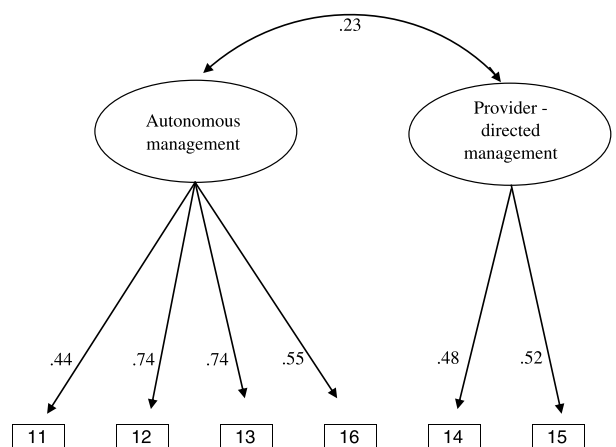 .23
Autonomous
management
Provider -
directed
management
.44
.74
.74
.55
.48
.52
11
12
13
16
14
15